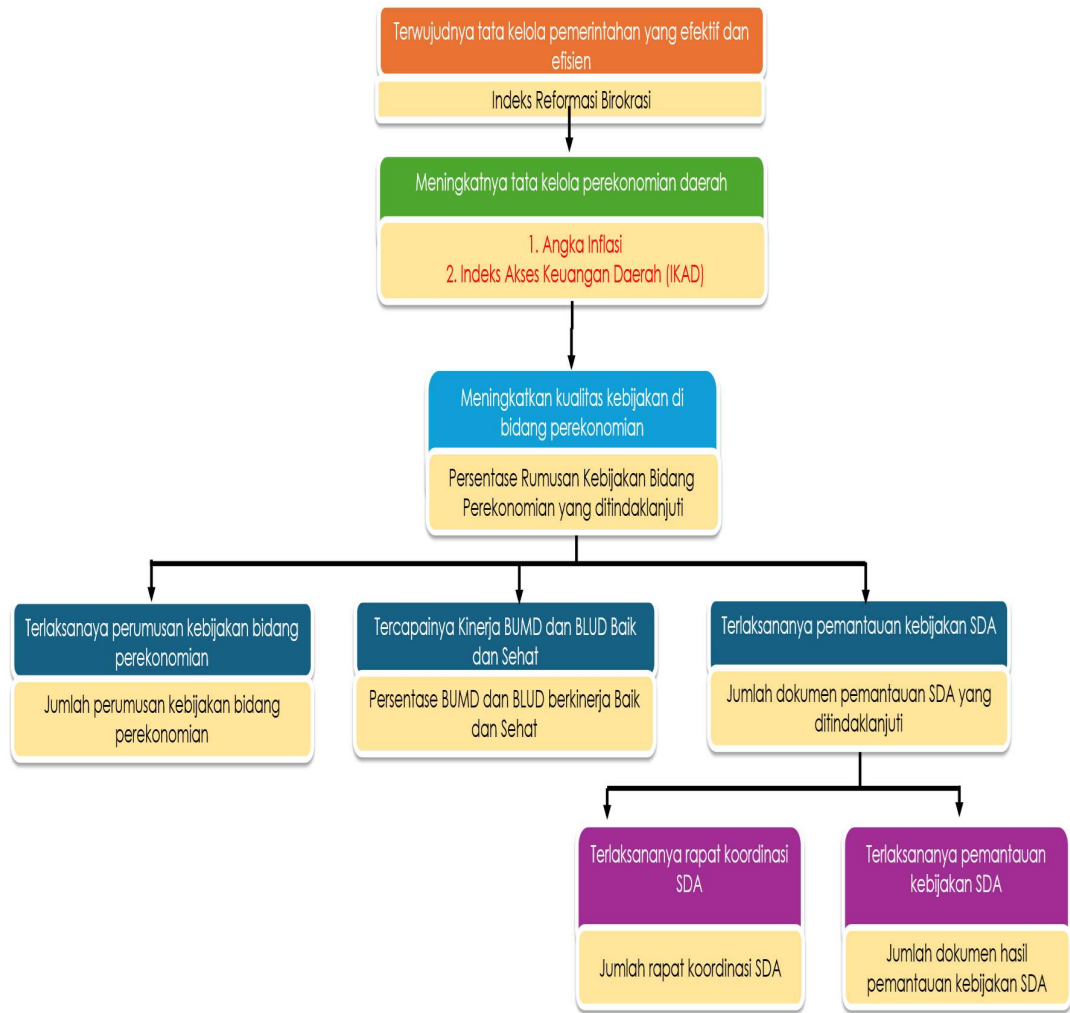 Terwujudnya tata kelola pemerintahan yang efektif dan
efisien
Indeks Reformasi Birokrasi
Meningkatnya tata kelola perekonomian daerah
1. Angka Inflasi
2. Indeks Akses Keuangan Daerah (IKAD)
Meningkatkan kualitas kebijakan di
bidang perekonomian
Persentase Rumusan Kebijakan Bidang
Perekonomian yang ditindaklanjuti
Terlaksanaya perumusan kebijakan bidang
perekonomian
Jumlah perumusan kebijakan bidang
perekonomian
Tercapainya Kinerja BUMD dan BLUD Baik
dan Sehat
Persentase BUMD dan BLUD berkinerja Baik
dan Sehat
Terlaksananya pemantauan kebijakan SDA
Jumlah dokumen pemantauan SDA yang
ditindaklanjuti
Terlaksananya rapat koordinasi
SDA
Jumlah rapat koordinasi SDA
Terlaksananya pemantauan
kebijakan SDA
Jumlah dokumen hasil
pemantauan kebijakan SDA